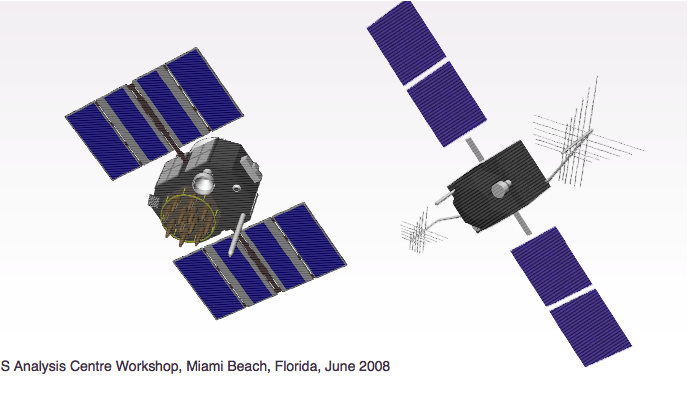 S Analysis Centre Workshop, Miami Beach, Florida, June 2008